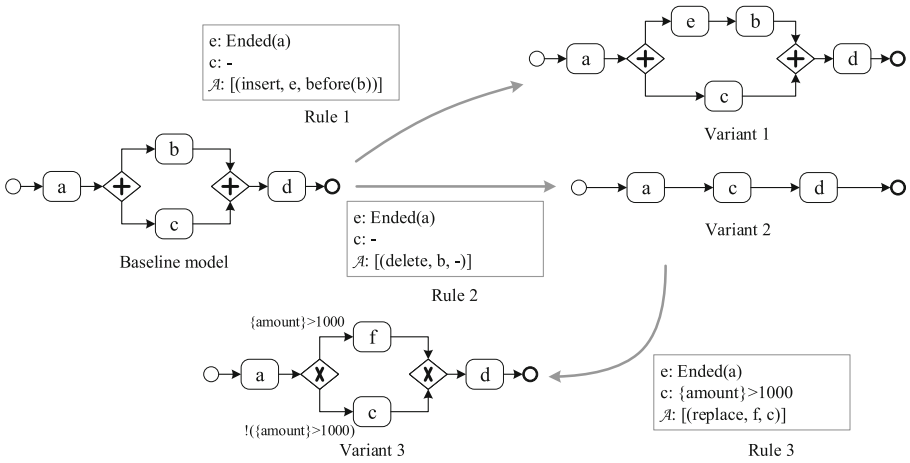 e: Ended(a)
c: -
𝒜: [(insert, e, before(b))]
Rule 1
e
b
a
d
c
Variant 1
b
a
d
c
Baseline model
a
c
d
Variant 2
e: Ended(a)
c: -
𝒜: [(delete, b, -)]
Rule 2
{amount}>1000
f
a
d
c
!({amount}>1000)
Variant 3
e: Ended(a)
c: {amount}>1000
𝒜: [(replace, f, c)]
Rule 3